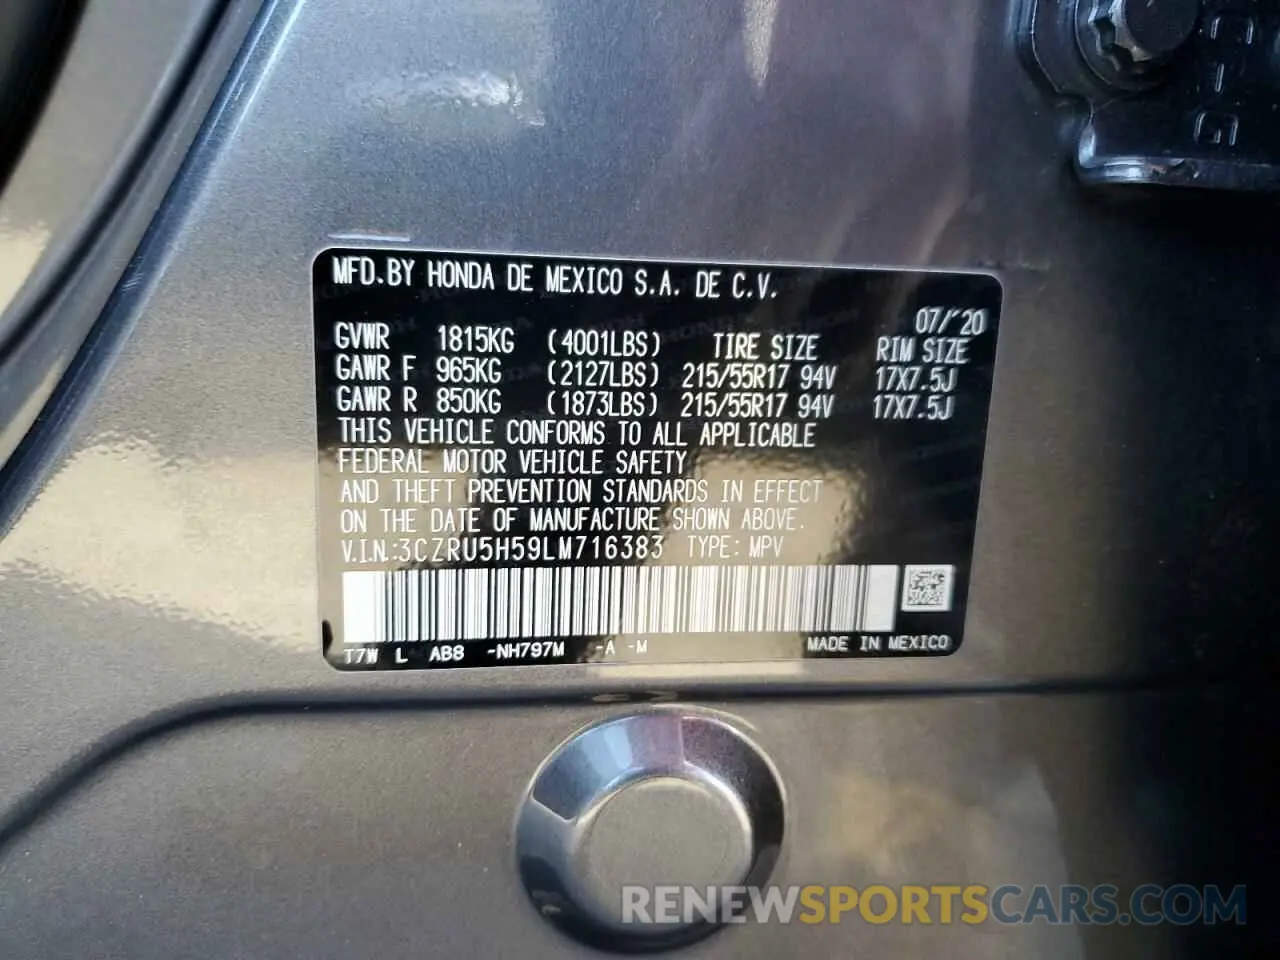 MFD.BY HONDA DE MEXICO S.A. DE C.V.
07/'20
GVWR 1815KG (4001LBS) TIRE SIZE RIM SIZE
GAWR F 965KG (2127LBS) 215/55R17 94V 17X7.5J
GAWR R 850KG (1873LBS) 215/55R17 94V 17X7.5J
THIS VEHICLE CONFORMS TO ALL APPLICABLE
FEDERAL MOTOR VEHICLE SAFETY
AND THEFT PREVENTION STANDARDS IN EFFECT
ON THE DATE OF MANUFACTURE SHOWN ABOVE.
V.I.N.:3CZRU5H59LM716383 TYPE: MPV
T7W L AB8 -NH797M -A -M MADE IN MEXICO
RENEWSPORTSCARS.COM